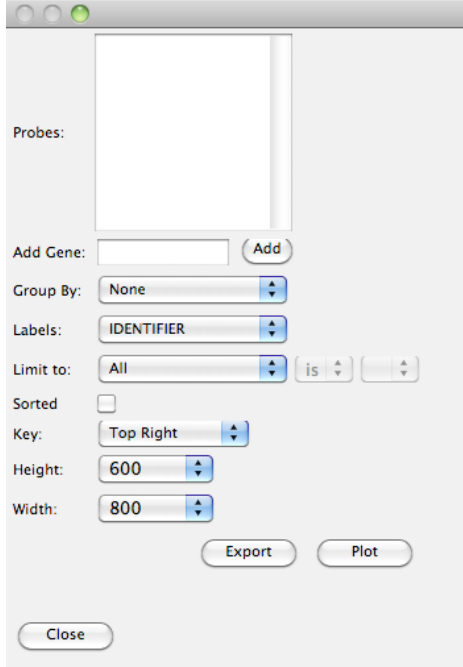 Probes:
Add Gene: Add
Group By: None
Labels: IDENTIFIER
Limit to: All is
Sorted
Key: Top Right
Height: 600
Width: 800
Export Plot
Close